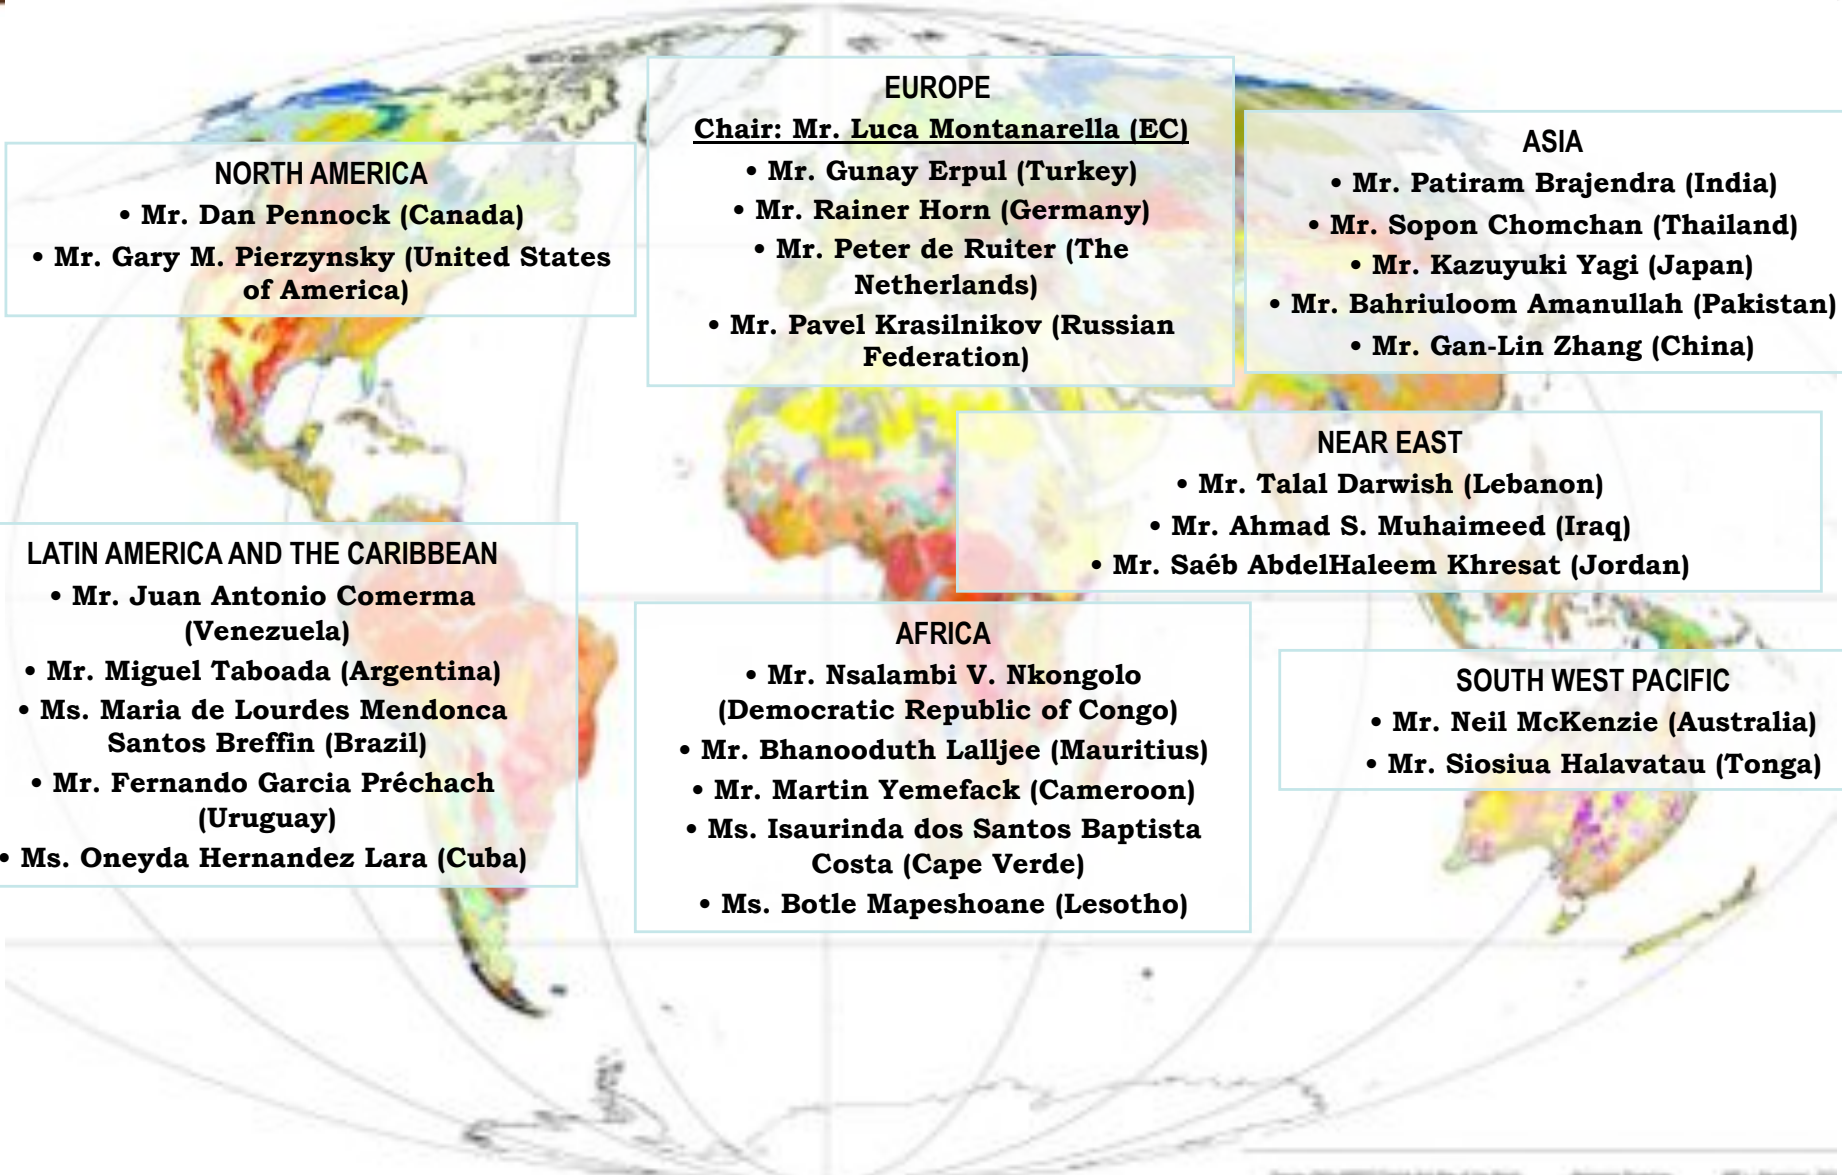 NORTH AMERICA
• Mr. Dan Pennock (Canada)
• Mr. Gary M. Pierzynsky (United States
of America)
EUROPE
Chair: Mr. Luca Montanarella (EC)
• Mr. Gunay Erpul (Turkey)
• Mr. Rainer Horn (Germany)
• Mr. Peter de Ruiter (The
Netherlands)
• Mr. Pavel Krasilnikov (Russian
Federation)
ASIA
• Mr. Patiram Brajendra (India)
• Mr. Sopon Chomchan (Thailand)
• Mr. Kazuyuki Yagi (Japan)
• Mr. Bahriuloom Amanullah (Pakistan)
• Mr. Gan-Lin Zhang (China)
NEAR EAST
• Mr. Talal Darwish (Lebanon)
• Mr. Ahmad S. Muhaimeed (Iraq)
• Mr. Saéb AbdelHaleem Khresat (Jordan)
LATIN AMERICA AND THE CARIBBEAN
• Mr. Juan Antonio Comerma
(Venezuela)
• Mr. Miguel Taboada (Argentina)
• Ms. Maria de Lourdes Mendonca
Santos Breffin (Brazil)
• Mr. Fernando Garcia Préchach
(Uruguay)
• Ms. Oneyda Hernandez Lara (Cuba)
AFRICA
• Mr. Nsalambi V. Nkongolo
(Democratic Republic of Congo)
• Mr. Bhanooduth Lalljee (Mauritius)
• Mr. Martin Yemefack (Cameroon)
• Ms. Isaurinda dos Santos Baptista
Costa (Cape Verde)
• Ms. Botle Mapeshoane (Lesotho)
SOUTH WEST PACIFIC
• Mr. Neil McKenzie (Australia)
• Mr. Siosiua Halavatau (Tonga)